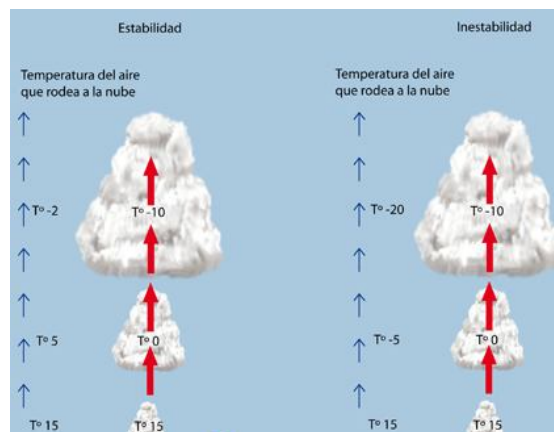 Estabilidad
Temperatura del aire
que rodea a la nube
Tº -2
Tº -10
Tº 5
Tº 0
Tº 15
Tº 15
Inestabilidad
Temperatura del aire
que rodea a la nube
Tº -20
Tº -10
Tº -5
Tº 0
Tº 15
Tº 15